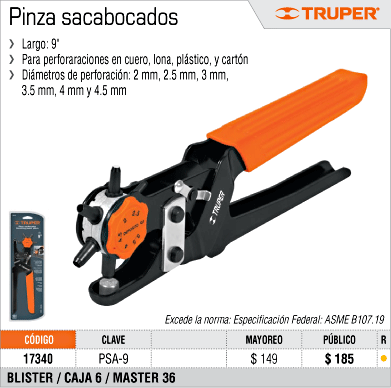 Pinza sacabocados
TRUPER®
› Largo: 9"
› Para perforaraciones en cuero, lona, plástico, y cartón
› Diámetros de perforación: 2 mm, 2.5 mm, 3 mm,
3.5 mm, 4 mm y 4.5 mm
TRUPER
Excede la norma: Especificación Federal: ASME B107.19
CÓDIGO CLAVE MAYOREO PÚBLICO R
17340 PSA-9 $ 149 $ 185
BLISTER / CAJA 6 / MASTER 36